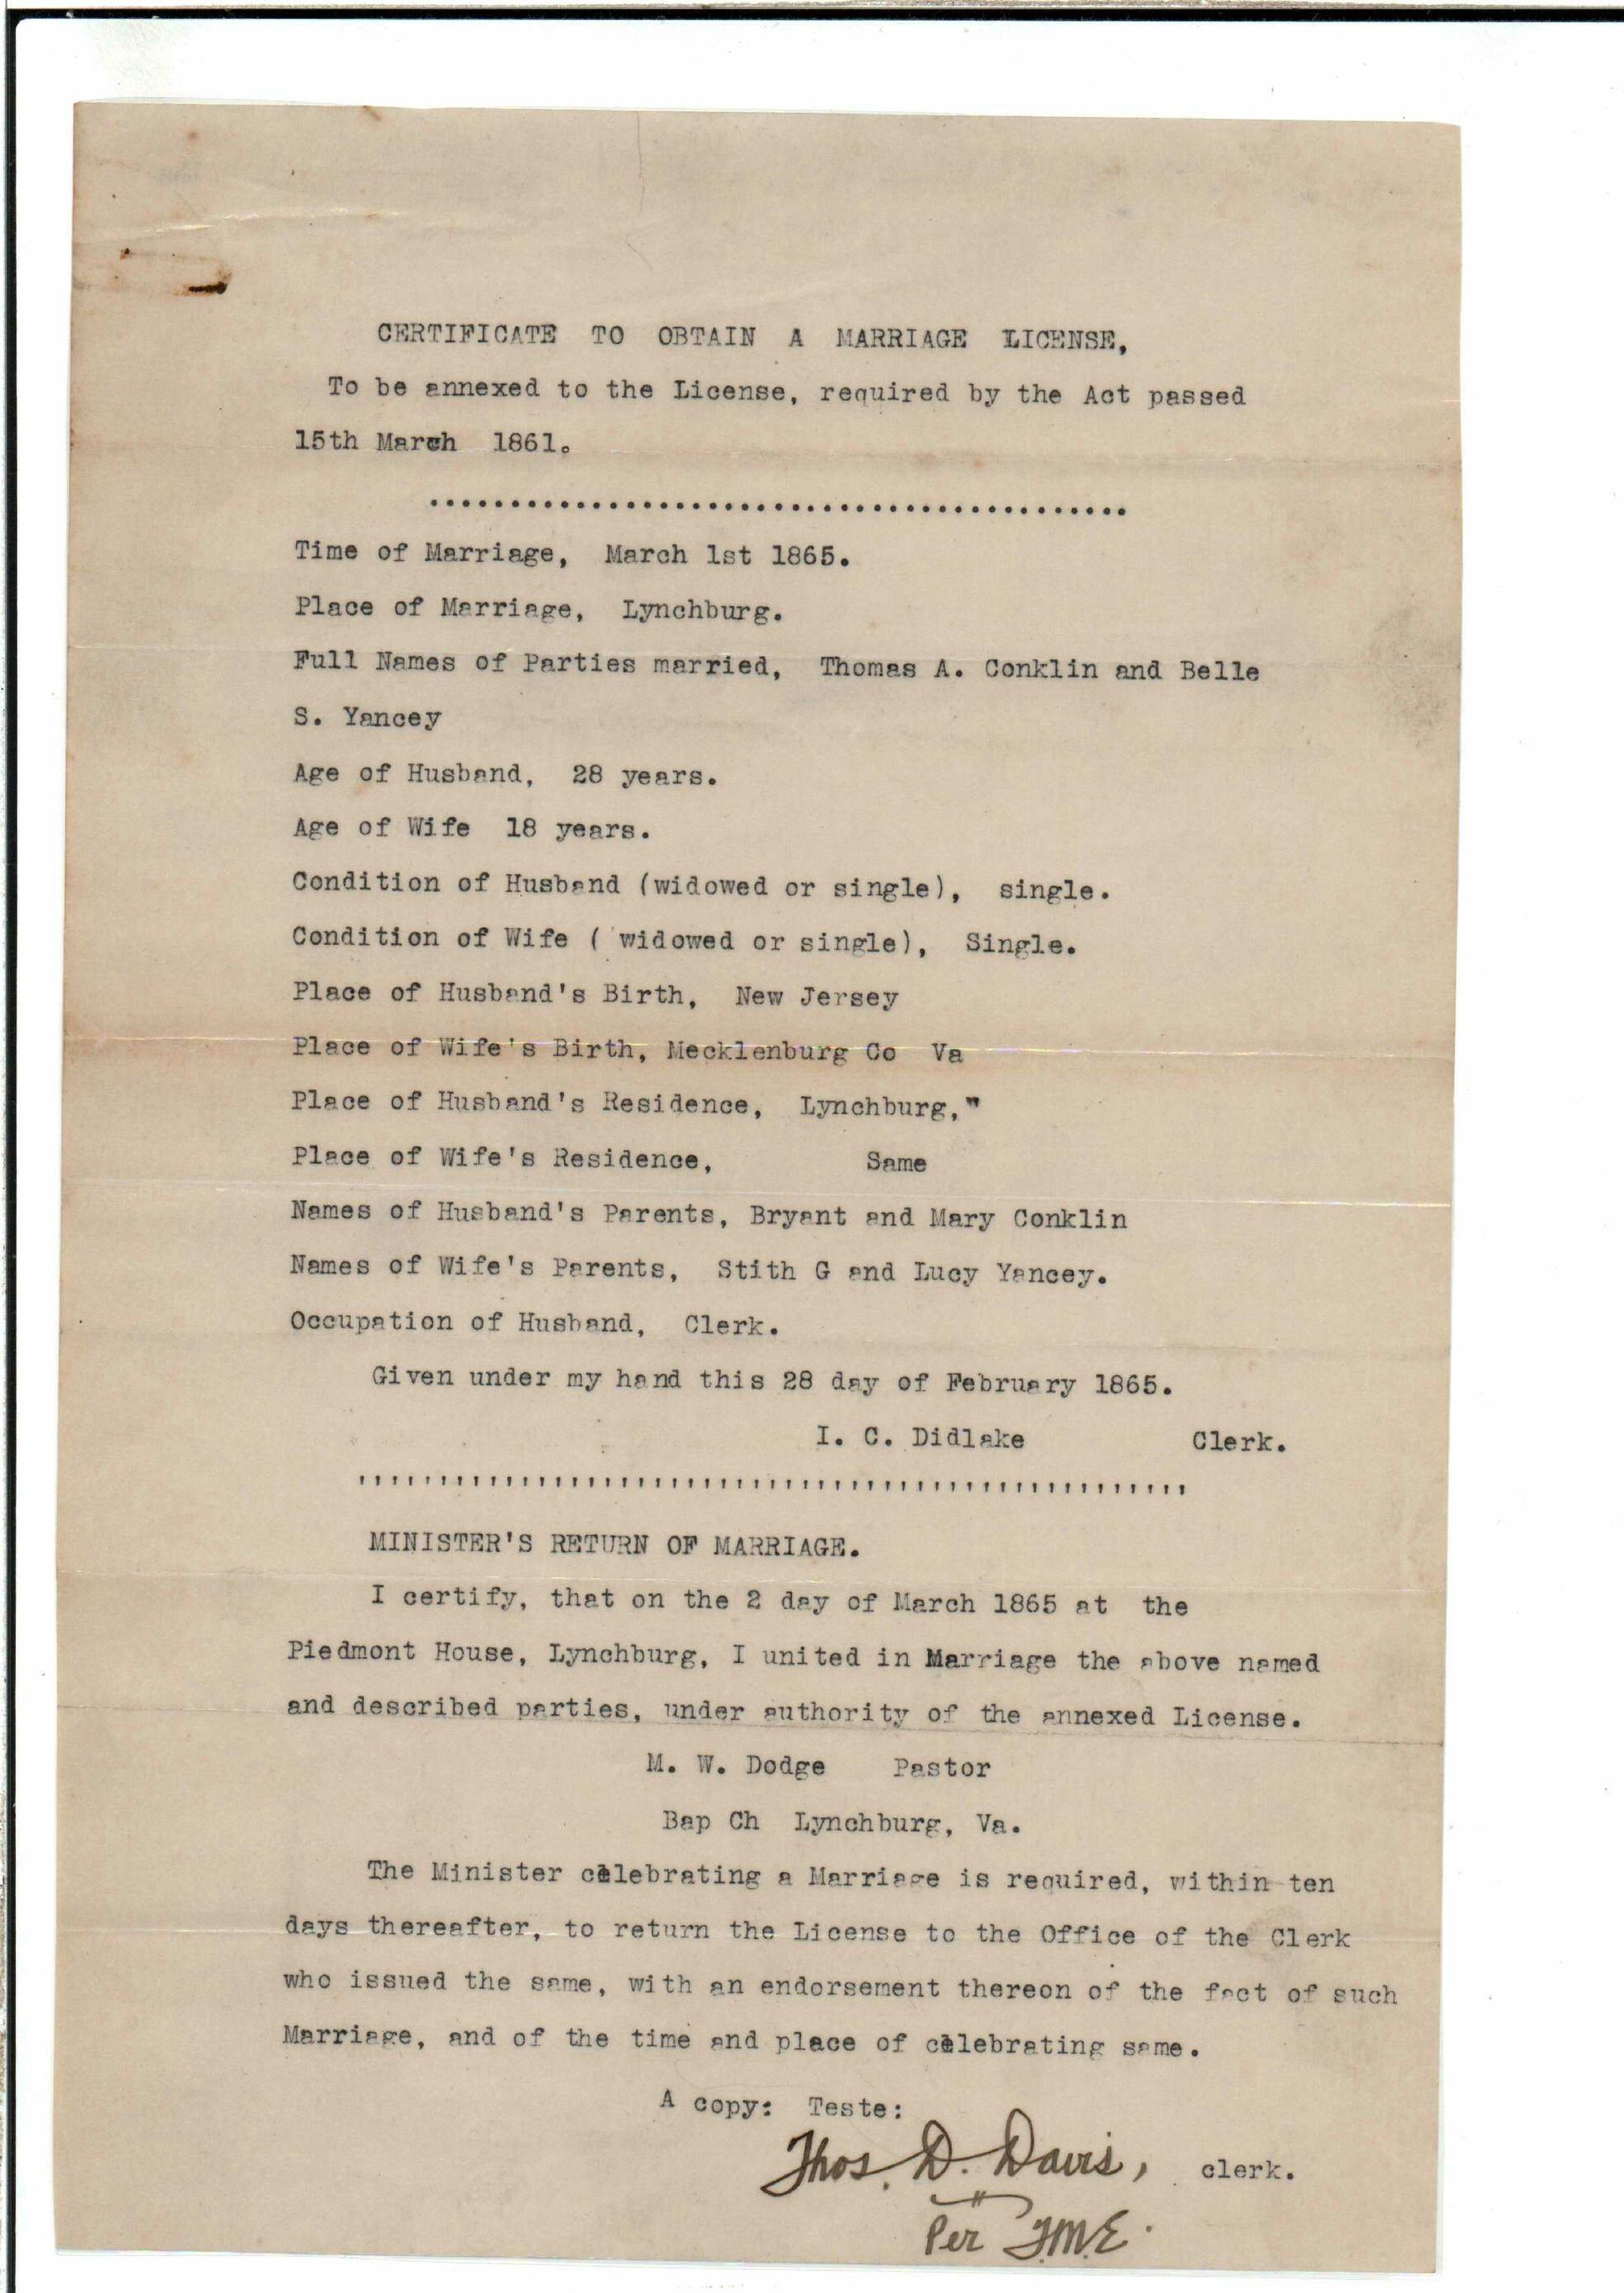 CERTIFICATE TO OBTAIN A MARRIAGE LICENSE,
To be annexed to the License, required by the Act passed
15th March 1861.
...........................................
Time of Marriage, March 1st 1865.
Place of Marriage, Lynchburg.
Full Names of Parties married, Thomas A. Conklin and Belle
S. Yancey
Age of Husband, 28 years.
Age of Wife 18 years.
Condition of Husband (widowed or single), single.
Condition of Wife ( widowed or single), Single.
Place of Husband's Birth, New Jersey
Place of Wife's Birth, Mecklenburg Co Va
Place of Husband's Residence, Lynchburg,"
Place of Wife's Residence, Same
Names of Husband's Parents, Bryant and Mary Conklin
Names of Wife's Parents, Stith G and Lucy Yancey.
Occupation of Husband, Clerk.
Given under my hand this 28 day of February 1865.
I. C. Didlake Clerk.
'''''''''''''''''''''''''''''''''''''''''''''''''''
MINISTER'S RETURN OF MARRIAGE.
I certify, that on the 2 day of March 1865 at the
Piedmont House, Lynchburg, I united in Marriage the above named
and described parties, under authority of the annexed License.
M. W. Dodge Pastor
Bap Ch Lynchburg, Va.
The Minister celebrating a Marriage is required, within ten
days thereafter, to return the License to the Office of the Clerk
who issued the same, with an endorsement thereon of the fact of such
Marriage, and of the time and place of celebrating same.
A copy: Teste:
Thos. D. Davis, clerk.
Per F.M.E.